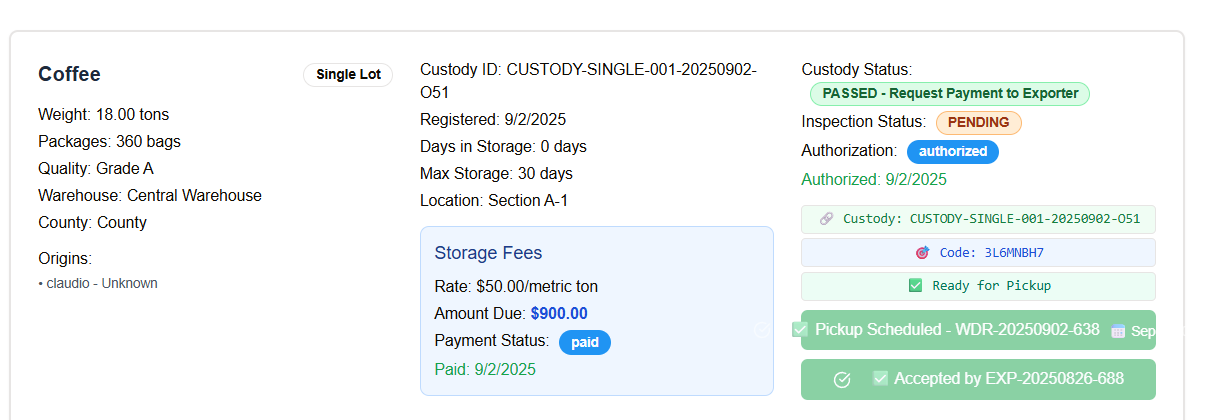 Coffee
Single Lot
Weight: 18.00 tons
Packages: 360 bags
Quality: Grade A
Warehouse: Central Warehouse
County: County
Origins:
• claudio - Unknown
Custody ID: CUSTODY-SINGLE-001-20250902-
O51
Registered: 9/2/2025
Days in Storage: 0 days
Max Storage: 30 days
Location: Section A-1
Storage Fees
Rate: $50.00/metric ton
Amount Due: $900.00
Payment Status: paid
Paid: 9/2/2025
Custody Status:
PASSED - Request Payment to Exporter
Inspection Status: PENDING
Authorization: authorized
Authorized: 9/2/2025
🔗 Custody: CUSTODY-SINGLE-001-20250902-O51
🎯 Code: 3L6MNBH7
✅ Ready for Pickup
✅ Pickup Scheduled - WDR-20250902-638 📅 Sep
✅ Accepted by EXP-20250826-688